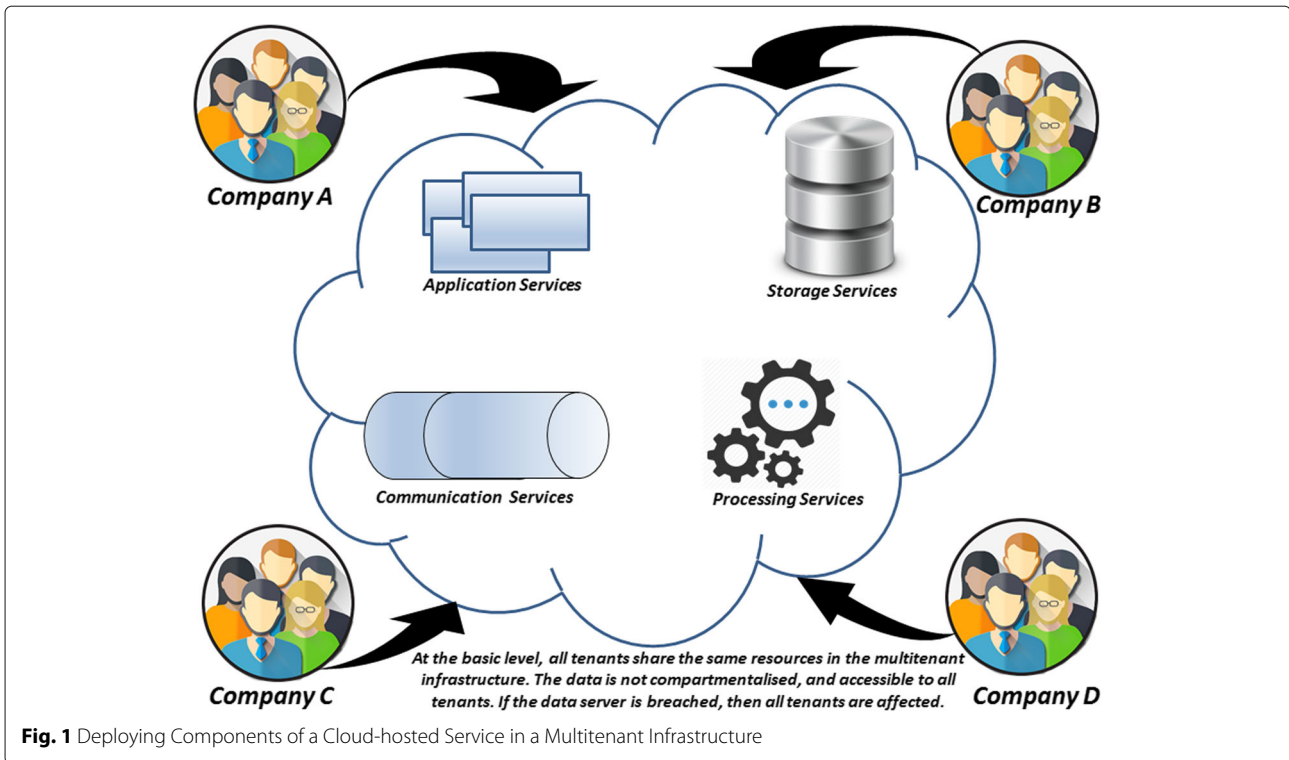 Company A
Company B
Application Services
Storage Services
Communication Services
Processing Services
Company C
Company D
At the basic level, all tenants share the same resources in the multitenant
infrastructure. The data is not compartmentalised, and accessible to all
tenants. If the data server is breached, then all tenants are affected.
Fig. 1 Deploying Components of a Cloud-hosted Service in a Multitenant Infrastructure